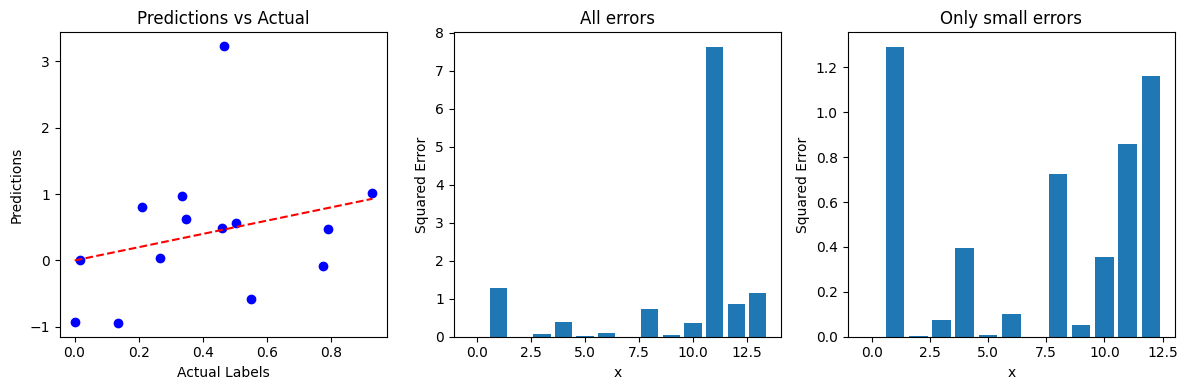 Predictions vs Actual
Predictions
3
2
1
0
−1
0.0 0.2 0.4 0.6 0.8
Actual Labels
All errors
Squared Error
8
7
6
5
4
3
2
1
0
0.0 2.5 5.0 7.5 10.0 12.5
x
Only small errors
Squared Error
1.2
1.0
0.8
0.6
0.4
0.2
0.0
0.0 2.5 5.0 7.5 10.0 12.5
x